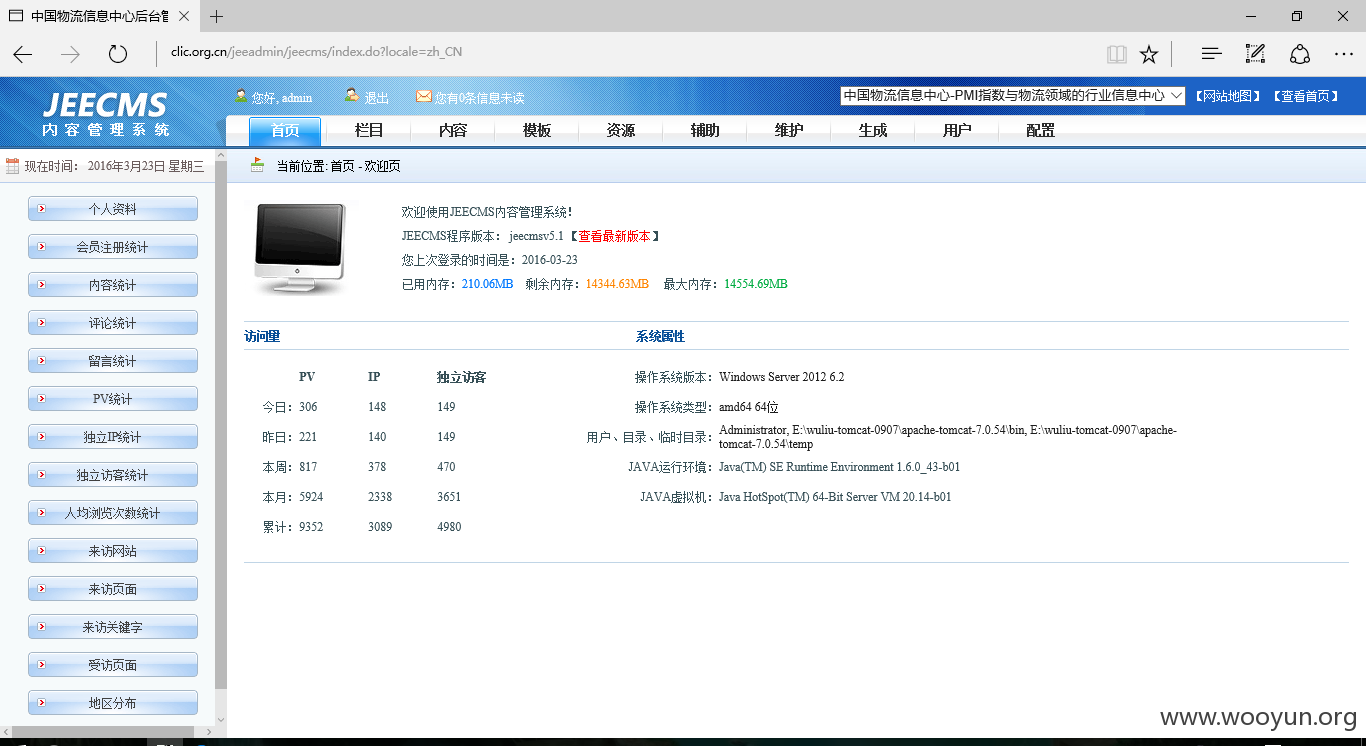 中国物流信息中心后台管
clic.org.cn/jeeadmin/jeecms/index.do?locale=zh_CN
JEECMS
内容管理系统
您好, admin 退出 您有0条信息未读
中国物流信息中心-PMI指数与物流领域的行业信息中心 【网站地图】 【查看首页】
首页 栏目 内容 模板 资源 辅助 维护 生成 用户 配置
现在时间： 2016年3月23日 星期三
当前位置: 首页 - 欢迎页
个人资料
会员注册统计
内容统计
评论统计
留言统计
PV统计
独立IP统计
独立访客统计
人均浏览次数统计
来访网站
来访页面
来访关键字
受访页面
地区分布
欢迎使用JEECMS内容管理系统！
JEECMS程序版本： jeecmsv5.1 【查看最新版本】
您上次登录的时间是：2016-03-23
已用内存：210.06MB 剩余内存：14344.63MB 最大内存：14554.69MB
访问量
PV IP 独立访客
今日：306 148 149
昨日：221 140 149
本周：817 378 470
本月：5924 2338 3651
累计：9352 3089 4980
系统属性
操作系统版本：Windows Server 2012 6.2
操作系统类型：amd64 64位
用户、目录、临时目录：Administrator, E:\wuliu-tomcat-0907\apache-tomcat-7.0.54\bin, E:\wuliu-tomcat-0907\apache-
tomcat-7.0.54\temp
JAVA运行环境：Java(TM) SE Runtime Environment 1.6.0_43-b01
JAVA虚拟机：Java HotSpot(TM) 64-Bit Server VM 20.14-b01
www.wooyun.org